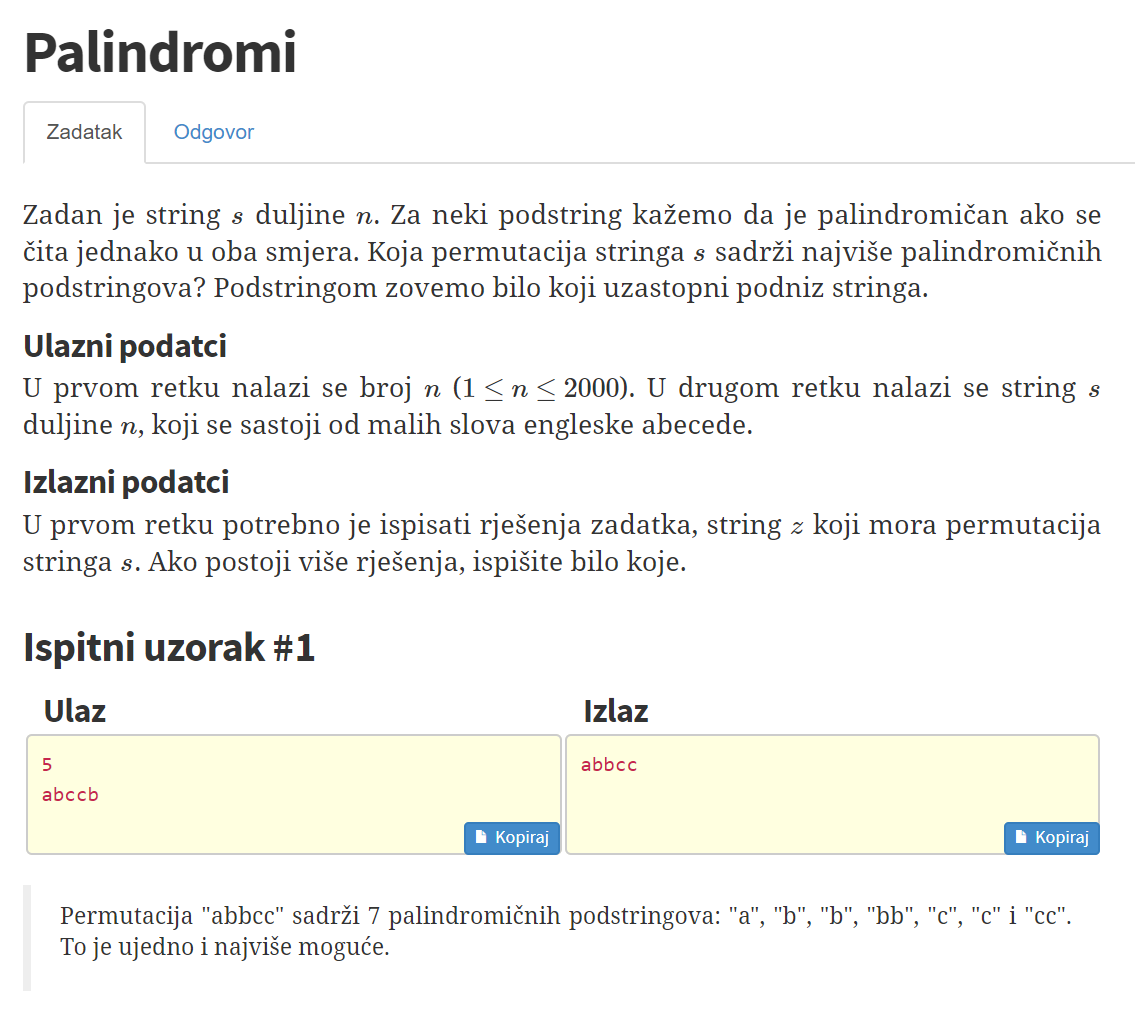 Palindromi
Zadatak
Odgovor
Zadan je string s duljine n. Za neki podstring kažemo da je palindromičan ako se
čita jednako u oba smjera. Koja permutacija stringa s sadrži najviše palindromičnih
podstringova? Podstringom zovemo bilo koji uzastopni podniz stringa.
Ulazni podatci
U prvom retku nalazi se broj n (1 ≤ n ≤ 2000). U drugom retku nalazi se string s
duljine n, koji se sastoji od malih slova engleske abecede.
Izlazni podatci
U prvom retku potrebno je ispisati rješenja zadatka, string z koji mora permutacija
stringa s. Ako postoji više rješenja, ispišite bilo koje.
Ispitni uzorak #1
Ulaz
Izlaz
5
abccb
Kopiraj
abbcc
Kopiraj
Permutacija "abbcc" sadrži 7 palindromičnih podstringova: "a", "b", "b", "bb", "c", "c" i "cc".
To je ujedno i najviše moguće.